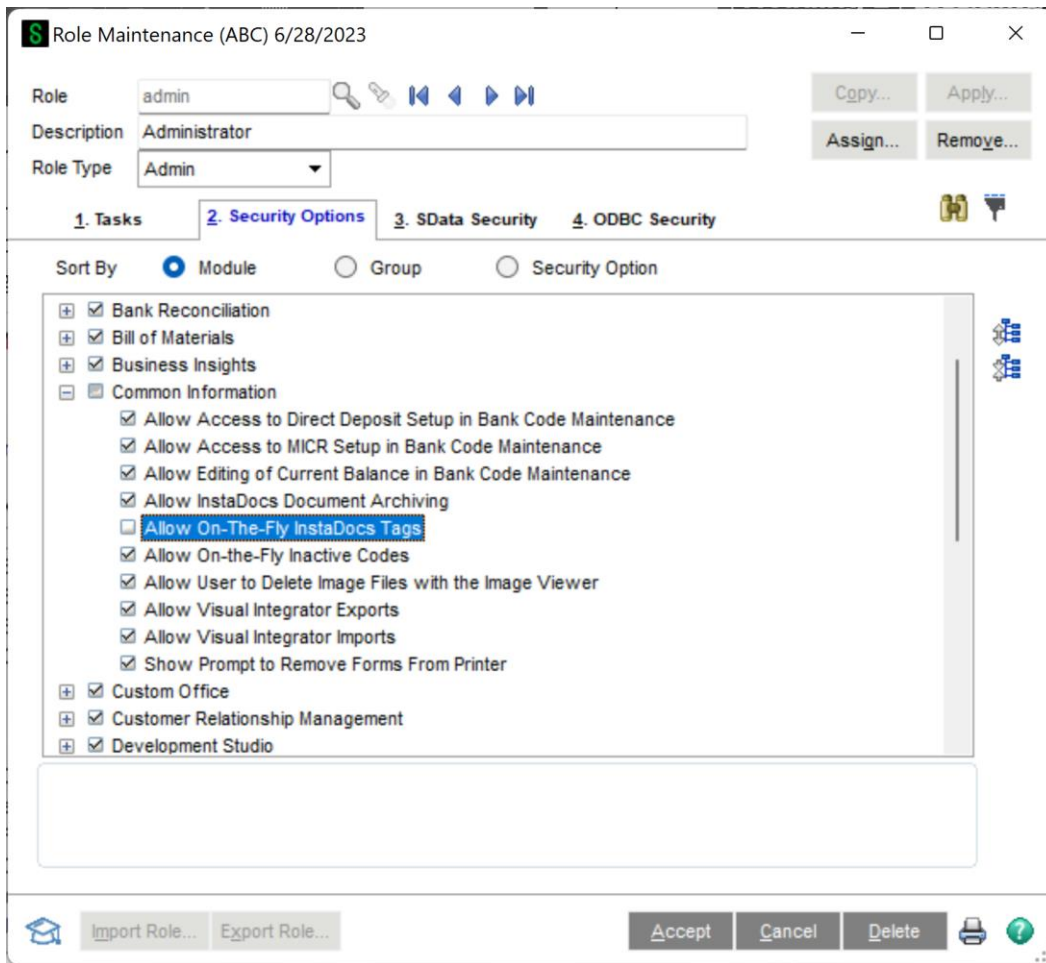 S Role Maintenance (ABC) 6/28/2023
Role admin Copy... Apply...
Description Administrator Assign... Remove...
Role Type Admin
1. Tasks 2. Security Options 3. SData Security 4. ODBC Security
Sort By Module Group Security Option
Bank Reconciliation
Bill of Materials
Business Insights
Common Information
Allow Access to Direct Deposit Setup in Bank Code Maintenance
Allow Access to MICR Setup in Bank Code Maintenance
Allow Editing of Current Balance in Bank Code Maintenance
Allow InstaDocs Document Archiving
Allow On-The-Fly InstaDocs Tags
Allow On-the-Fly Inactive Codes
Allow User to Delete Image Files with the Image Viewer
Allow Visual Integrator Exports
Allow Visual Integrator Imports
Show Prompt to Remove Forms From Printer
Custom Office
Customer Relationship Management
Development Studio
Import Role... Export Role... Accept Cancel Delete ?